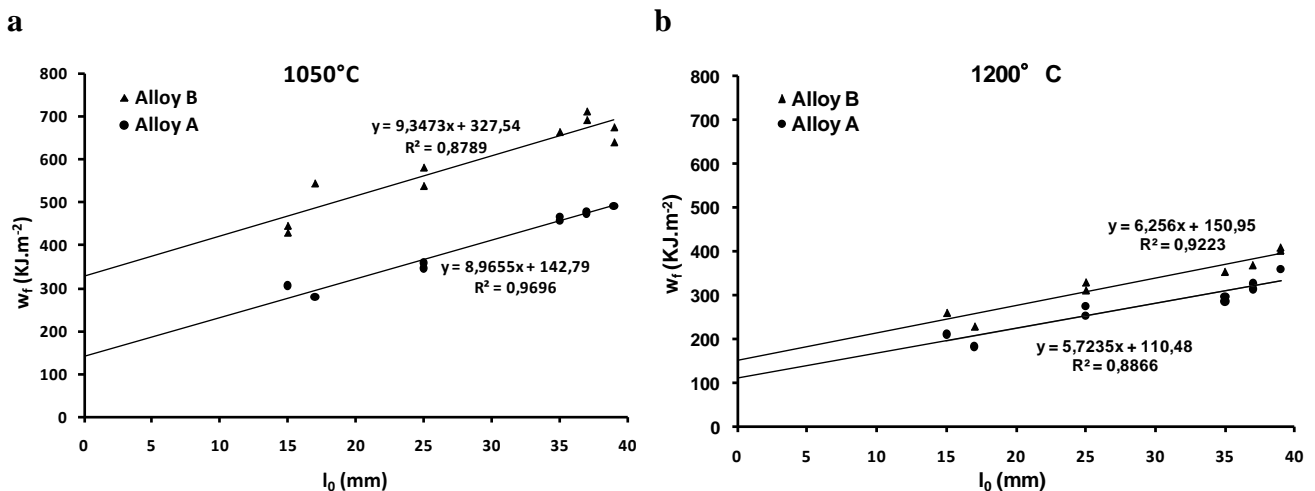 a
1050°C
800
700
600
500
400
300
200
100
0
w_f (KJ.m⁻²)
▲ Alloy B
● Alloy A
y = 9,3473x + 327,54
R² = 0,8789
y = 8,9655x + 142,79
R² = 0,9696
0 5 10 15 20 25 30 35 40
l₀ (mm)
b
1200° C
800
700
600
500
400
300
200
100
0
w_f (KJ.m⁻²)
▲ Alloy B
● Alloy A
y = 6,256x + 150,95
R² = 0,9223
y = 5,7235x + 110,48
R² = 0,8866
0 5 10 15 20 25 30 35 40
l₀ (mm)